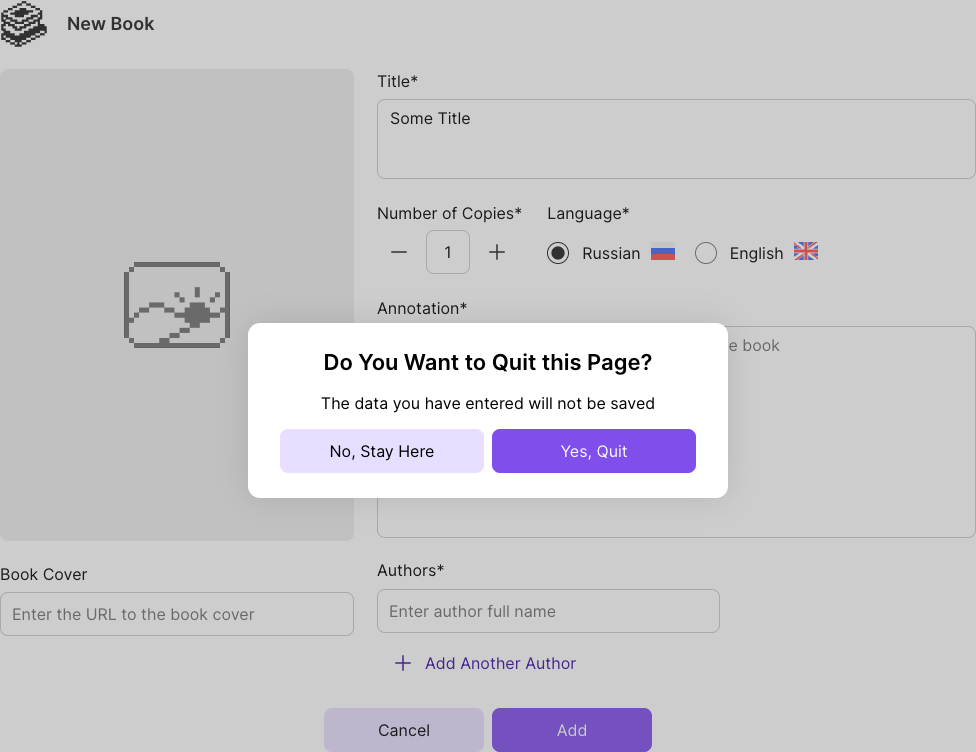 New Book
Title*
Some Title
Number of Copies*
Language*
1
Russian
English
Annotation*
e book
Do You Want to Quit this Page?
The data you have entered will not be saved
No, Stay Here
Yes, Quit
Book Cover
Enter the URL to the book cover
Authors*
Enter author full name
Add Another Author
Cancel
Add